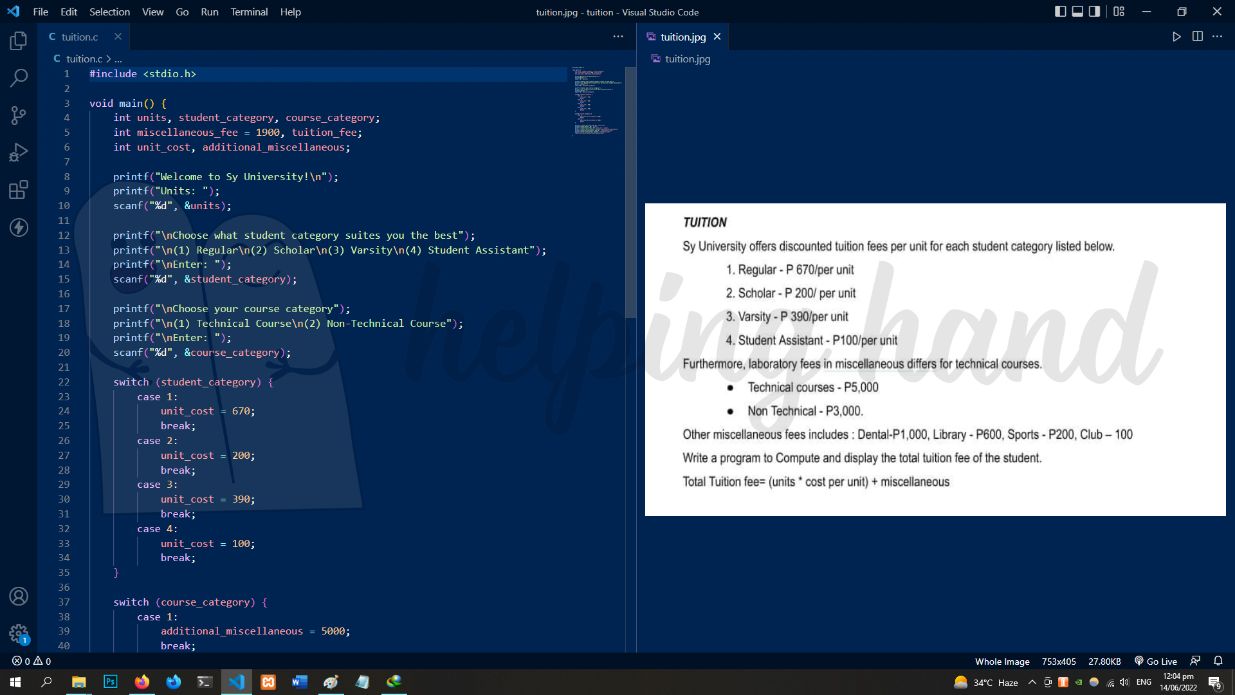 File Edit Selection View Go Run Terminal Help
tuition.jpg - tuition - Visual Studio Code
C tuition.c
C tuition.c > ...
1 #include <stdio.h>
2
3 void main() {
4 int units, student_category, course_category;
5 int miscellaneous_fee = 1900, tuition_fee;
6 int unit_cost, additional_miscellaneous;
7
8 printf("Welcome to Sy University!\n");
9 printf("Units: ");
10 scanf("%d", &units);
11
12 printf("\nChoose what student category suites you the best");
13 printf("\n(1) Regular\n(2) Scholar\n(3) Varsity\n(4) Student Assistant");
14 printf("\nEnter: ");
15 scanf("%d", &student_category);
16
17 printf("\nChoose your course category");
18 printf("\n(1) Technical Course\n(2) Non-Technical Course");
19 printf("\nEnter: ");
20 scanf("%d", &course_category);
21
22 switch (student_category) {
23 case 1:
24 unit_cost = 670;
25 break;
26 case 2:
27 unit_cost = 200;
28 break;
29 case 3:
30 unit_cost = 390;
31 break;
32 case 4:
33 unit_cost = 100;
34 break;
35 }
36
37 switch (course_category) {
38 case 1:
39 additional_miscellaneous = 5000;
40 break;
tuition.jpg
tuition.jpg
TUITION
Sy University offers discounted tuition fees per unit for each student category listed below.
1. Regular - P 670/per unit
2. Scholar - P 200/ per unit
3. Varsity - P 390/per unit
4. Student Assistant - P100/per unit
Furthermore, laboratory fees in miscellaneous differs for technical courses.
● Technical courses - P5,000
● Non Technical - P3,000.
Other miscellaneous fees includes : Dental-P1,000, Library - P600, Sports - P200, Club – 100
Write a program to Compute and display the total tuition fee of the student.
Total Tuition fee= (units * cost per unit) + miscellaneous
helping hand
1
0 0
Whole Image 753x405 27.80KB Go Live
Ps
34°C Haze ENG 12:04 pm
14/06/2022